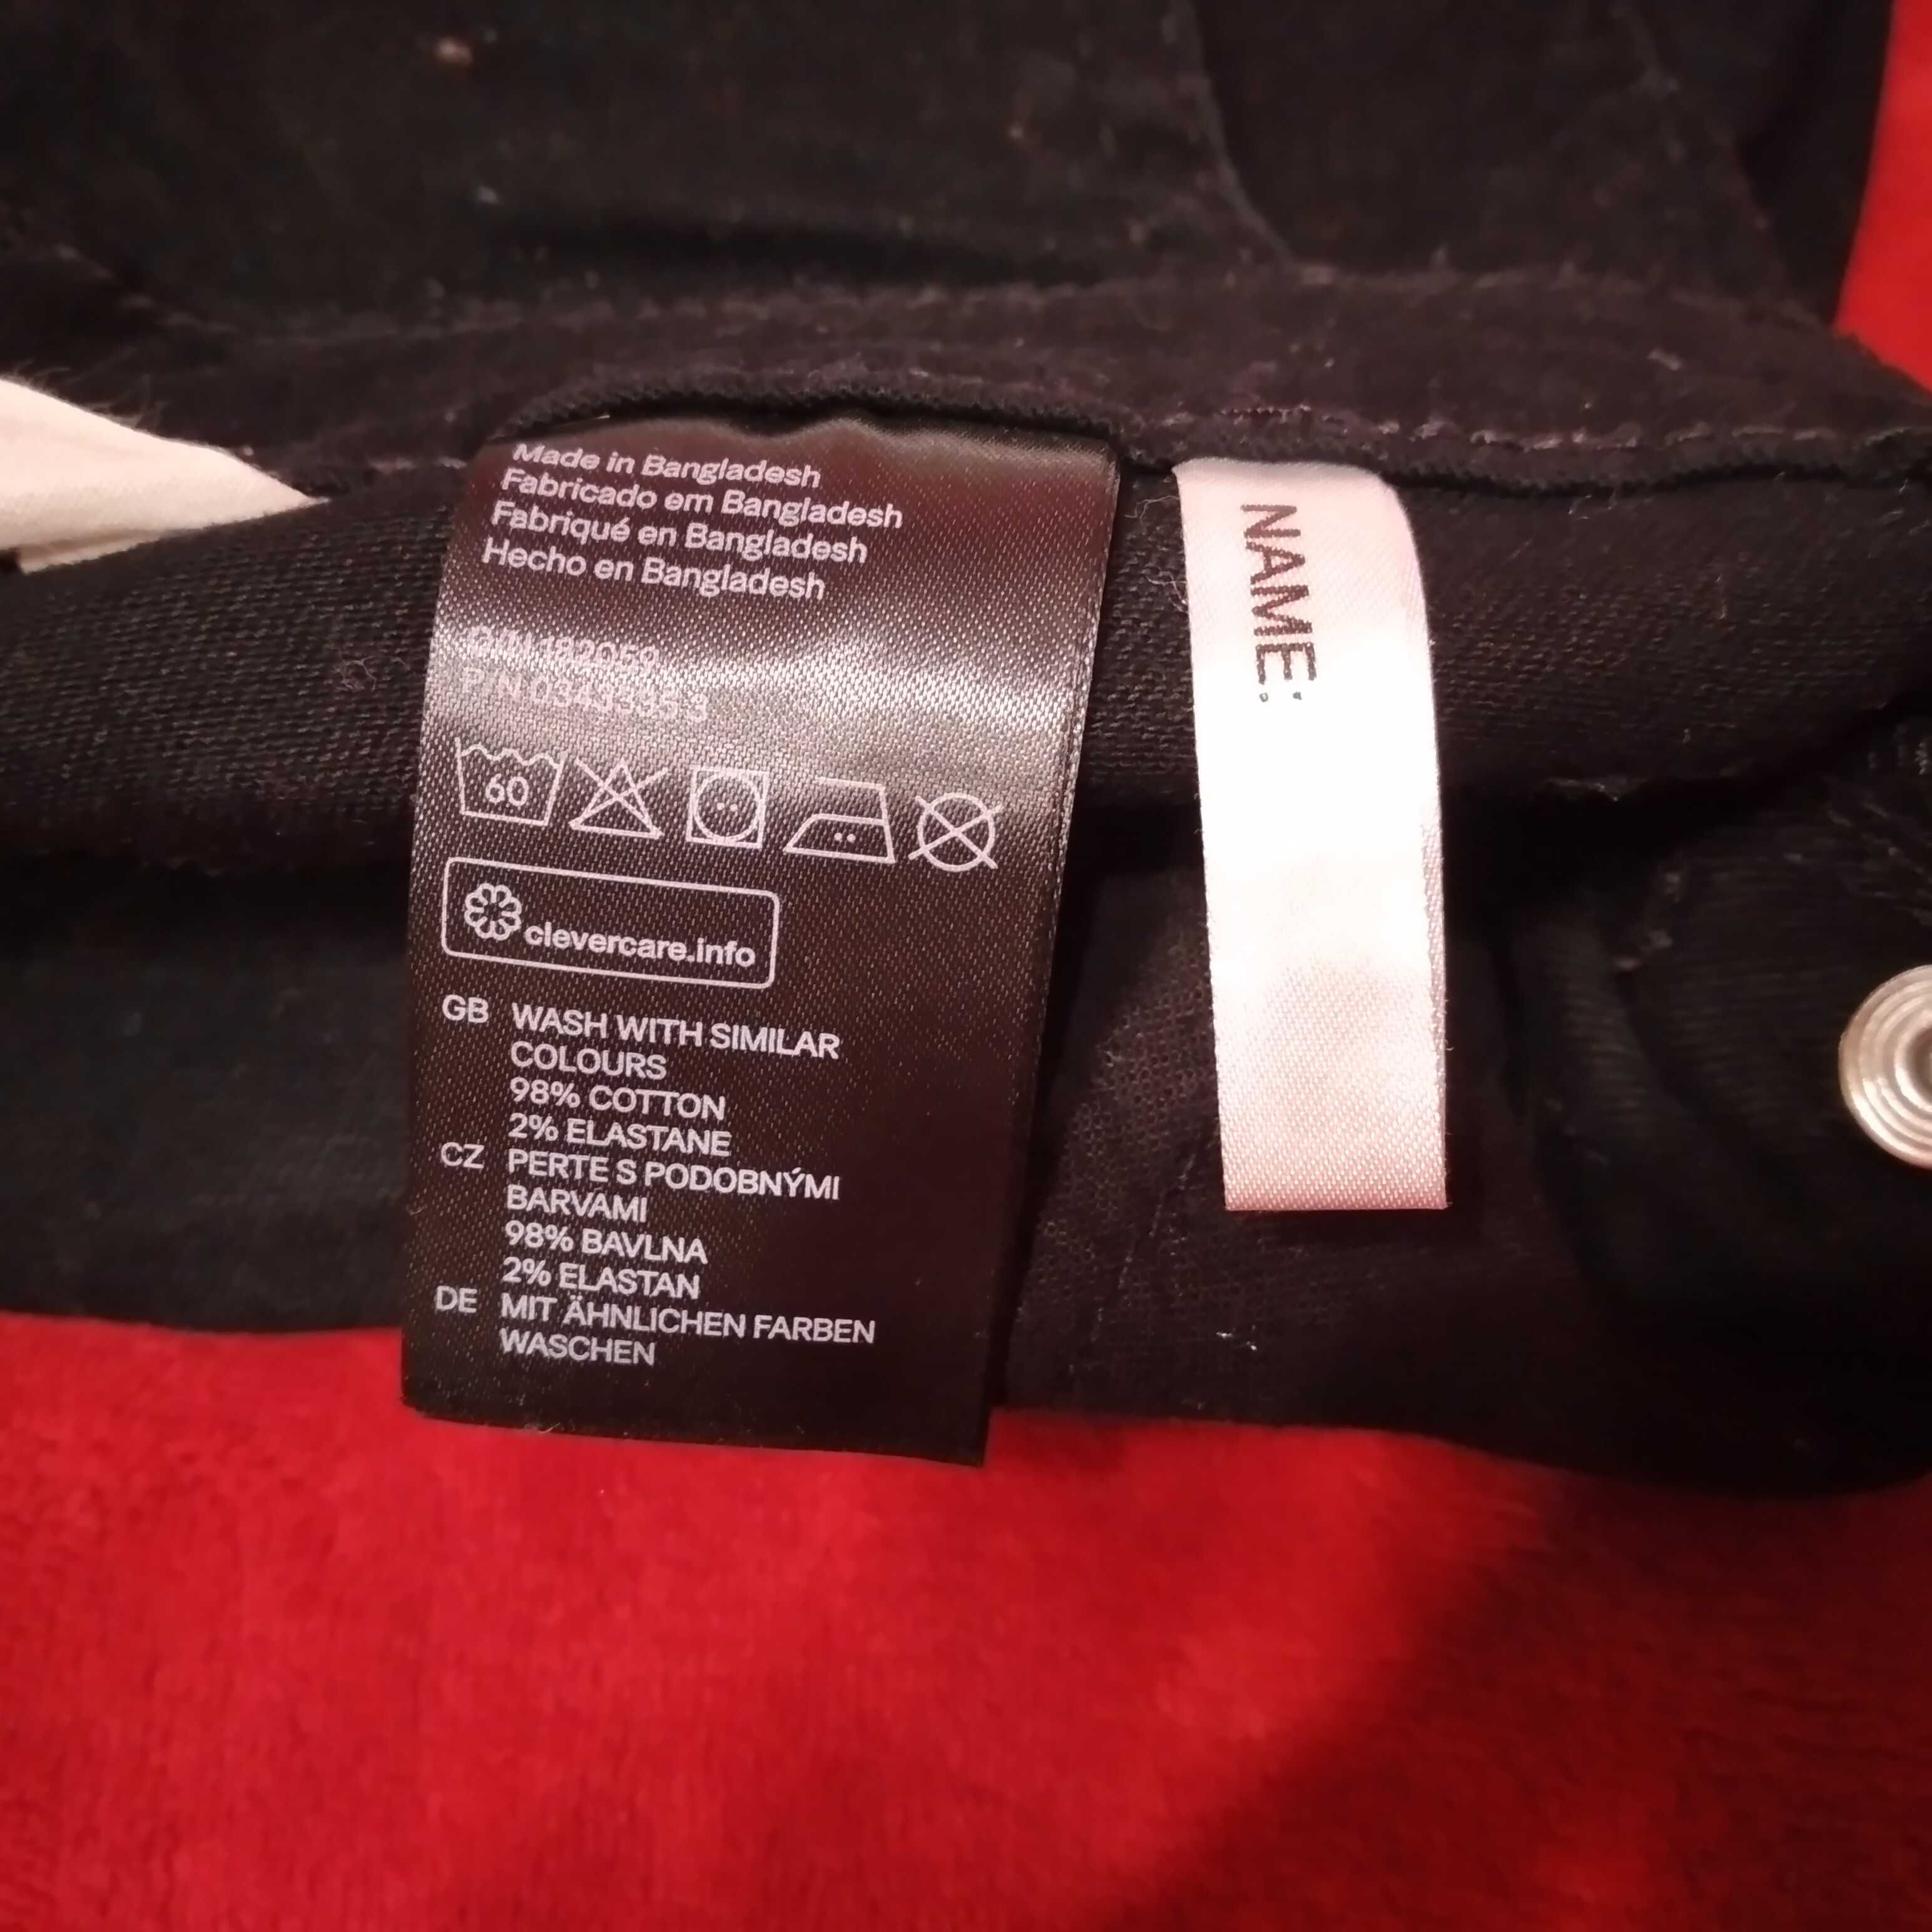 Made in Bangladesh
Fabricado em Bangladesh
Fabriqué en Bangladesh
Hecho en Bangladesh
60
clevercare.info
GB WASH WITH SIMILAR
COLOURS
98% COTTON
2% ELASTANE
CZ PERTE S PODOBNÝMI
BARVAMI
98% BAVLNA
2% ELASTAN
DE MIT ÄHNLICHEN FARBEN
WASCHEN
NAME: